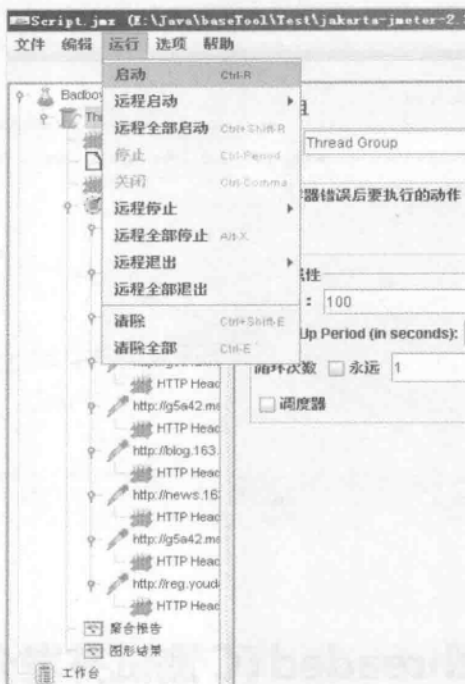 Script.jmx (E:\Java\baseTool\Test\jakarta-jmeter-2.
文件 编辑 运行 选项 帮助
启动 Ctrl-R
远程启动
远程全部启动 Ctrl+Shift-R
停止 Ctrl-Period
关闭 Ctrl-Comma
远程停止
远程全部停止 Alt-X
远程退出
远程全部退出
清除 Ctrl+Shift-E
清除全部 Ctrl-E
Badboy
Th
组
Thread Group
器错误后要执行的动作
性
: 100
Up Period (in seconds):
循环次数 永远 1
调度器
HTTP Head
http://g5a42.ma
HTTP Head
http://blog.163.
HTTP Head
http://news.16
HTTP Head
http://g5a42.ma
HTTP Head
http://reg.youd
HTTP Head
聚合报告
图形结果
工作台